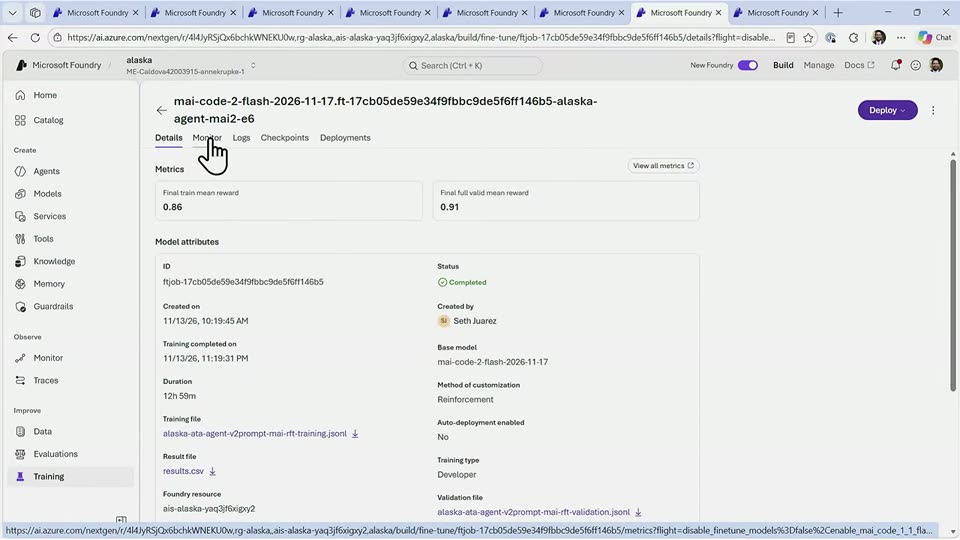 Microsoft Foundry
Microsoft Foundry
Microsoft Foundry
Microsoft Foundry
Microsoft Foundry
Microsoft Foundry
Microsoft Foundry
Microsoft Foundry
https://ai.azure.com/nextgen/r/4l4JyRSJQx6bchkWNEKU0w,rg-alaska,,ais-alaska-yaq3jf6xigxy2,alaska/build/fine-tune/ftjob-17cb05de59e34f9fbbc9de5f6ff146b5/details?flight=disable...
Chat
Microsoft Foundry / alaska
ME-Caldova42003915-annekrupke-1
Search (Ctrl + K)
New Foundry
Build
Manage
Docs
Home
Catalog
Create
Agents
Models
Services
Tools
Knowledge
Memory
Guardrails
Observe
Monitor
Traces
Improve
Data
Evaluations
Training
mai-code-2-flash-2026-11-17.ft-17cb05de59e34f9fbbc9de5f6ff146b5-alaska-
agent-mai2-e6
Deploy
Details Monitor Logs Checkpoints Deployments
Metrics
View all metrics
Final train mean reward
0.86
Final full valid mean reward
0.91
Model attributes
ID
ftjob-17cb05de59e34f9fbbc9de5f6ff146b5
Created on
11/13/26, 10:19:45 AM
Training completed on
11/13/26, 11:19:31 PM
Duration
12h 59m
Training file
alaska-ata-agent-v2prompt-mai-rft-training.jsonl
Result file
results.csv
Foundry resource
ais-alaska-yaq3jf6xigxy2
Status
Completed
Created by
SJ Seth Juarez
Base model
mai-code-2-flash-2026-11-17
Method of customization
Reinforcement
Auto-deployment enabled
No
Training type
Developer
Validation file
alaska-ata-agent-v2prompt-mai-rft-validation.jsonl
https://ai.azure.com/nextgen/r/4l4JyRSJQx6bchkWNEKU0w,rg-alaska,,ais-alaska-yaq3jf6xigxy2,alaska/build/fine-tune/ftjob-17cb05de59e34f9fbbc9de5f6ff146b5/metrics?flight=disable_finetune_models%3Dfalse%2Cenable_mai_code_1_1_fla...